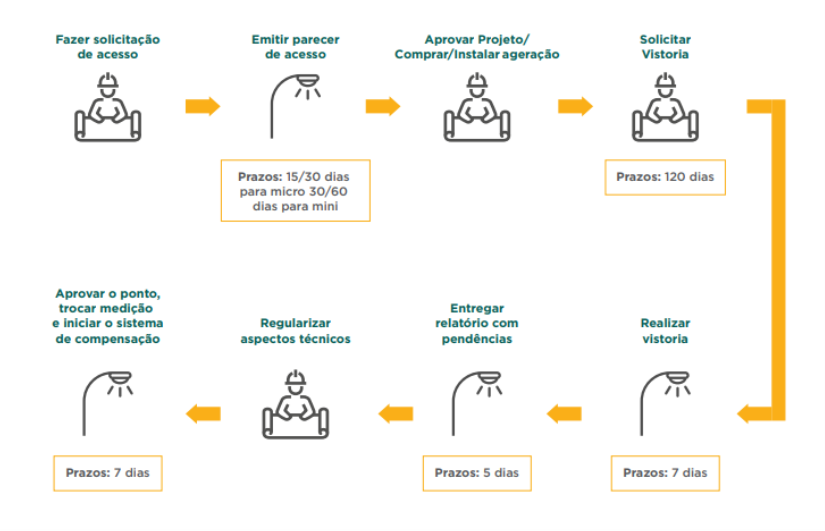 Fazer solicitação
de acesso
Emitir parecer
de acesso
Aprovar Projeto/
Comprar/Instalar ageração
Solicitar
Vistoria
Prazos: 15/30 dias
para micro 30/60
dias para mini
Prazos: 120 dias
Aprovar o ponto,
trocar medição
e iniciar o sistema
de compensação
Regularizar
aspectos técnicos
Entregar
relatório com
pendências
Realizar
vistoria
Prazos: 7 dias
Prazos: 5 dias
Prazos: 7 dias